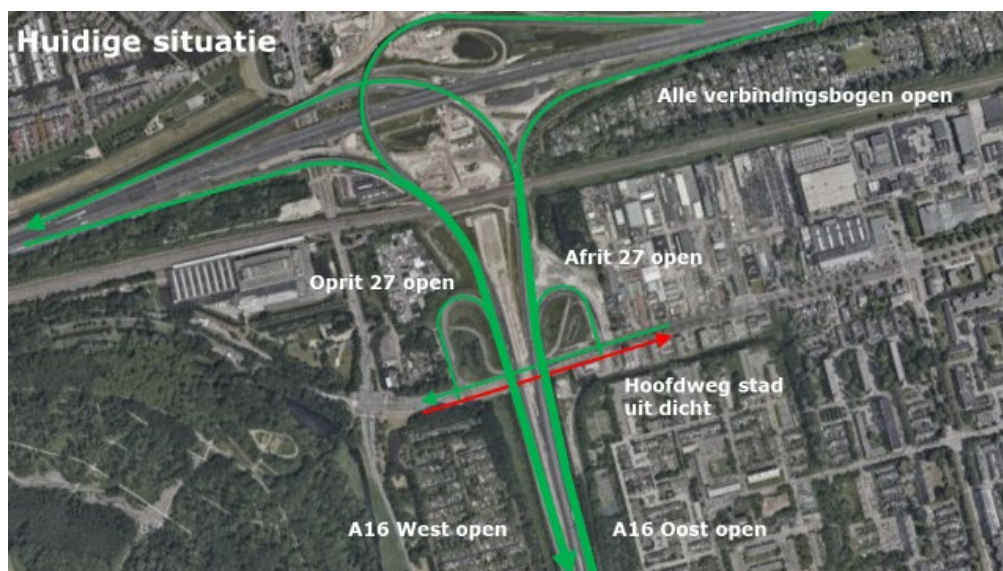 Huidige situatie
Alle verbindingsbogen open
Afrit 27 open
Oprit 27 open
Hoofdweg stad
uit dicht
A16 West open
A16 Oost open